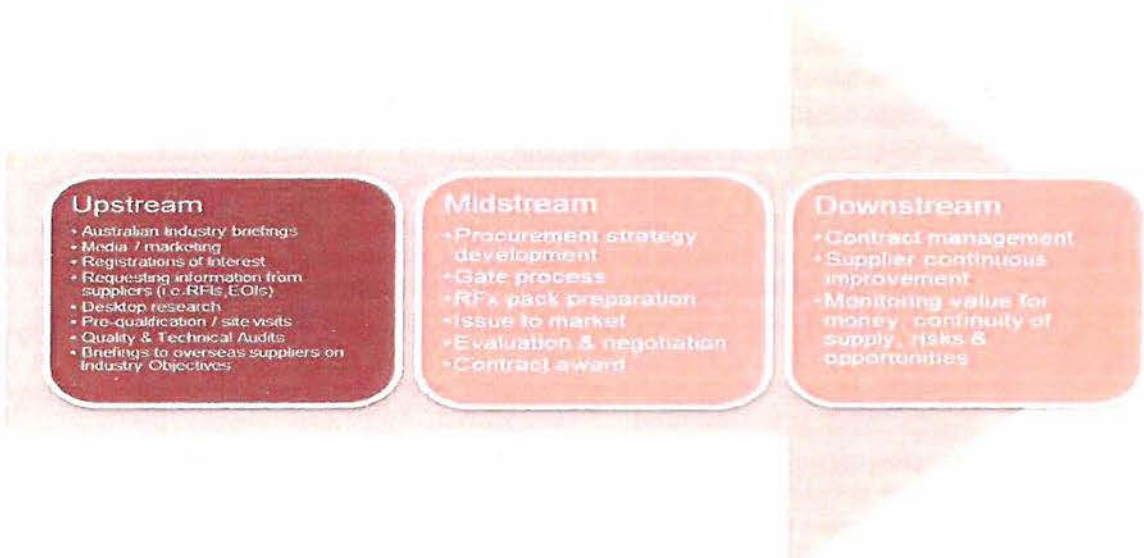 Upstream
• Australian Industry briefings
• Media / marketing
• Registrations of Interest
• Requesting information from
suppliers (i.e.RFIs,EOIs)
• Desktop research
• Pre-qualification / site visits
• Quality & Technical Audits
• Briefings to overseas suppliers on
Industry Objectives
Midstream
• Procurement strategy
development
• Gate process
• RFx pack preparation
• Issue to market
• Evaluation & negotiation
• Contract award
Downstream
• Contract management
• Supplier continuous
improvement
• Monitoring value for
money, continuity of
supply, risks &
opportunities